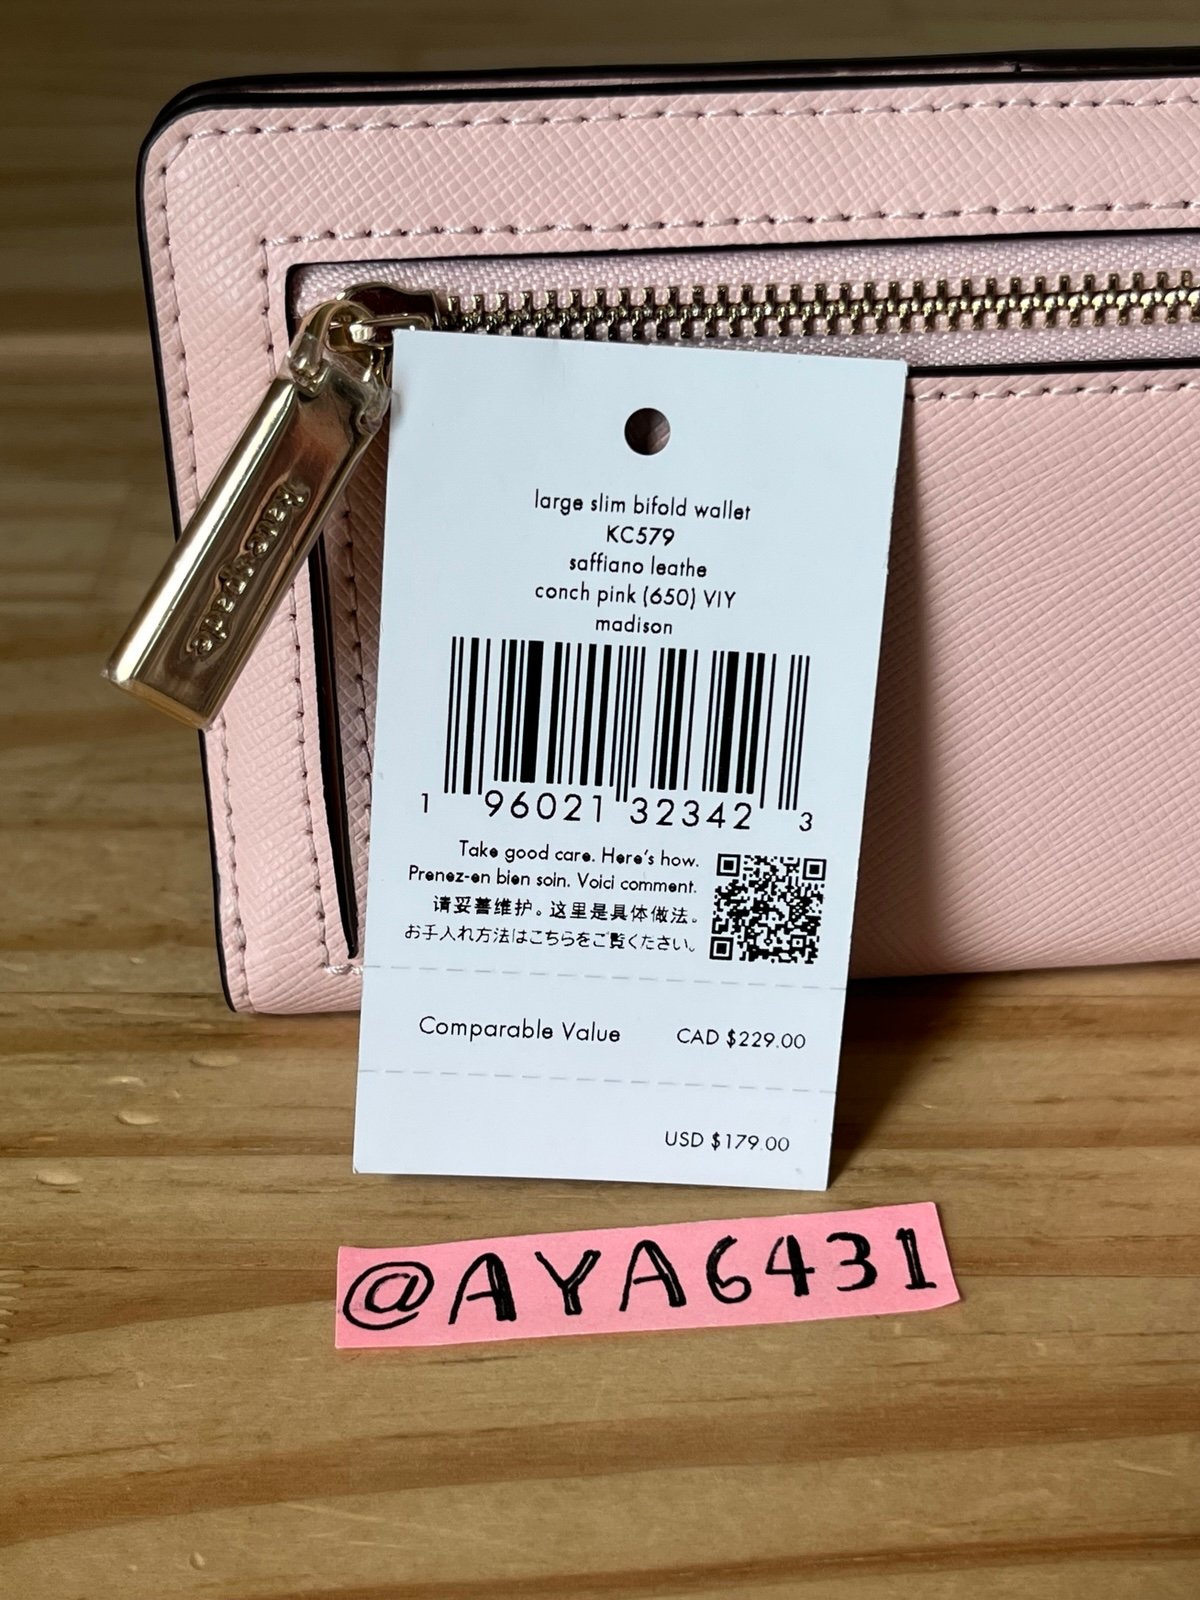 kate spade
large slim bifold wallet
KC579
saffiano leathe
conch pink (650) VIY
madison
1 96021 32342 3
Take good care. Here's how.
Prenez-en bien soin. Voici comment.
请妥善维护。这里是具体做法。
お手入れ方法はこちらをご覧ください。
Comparable Value CAD $229.00
USD $179.00
@AYA6431